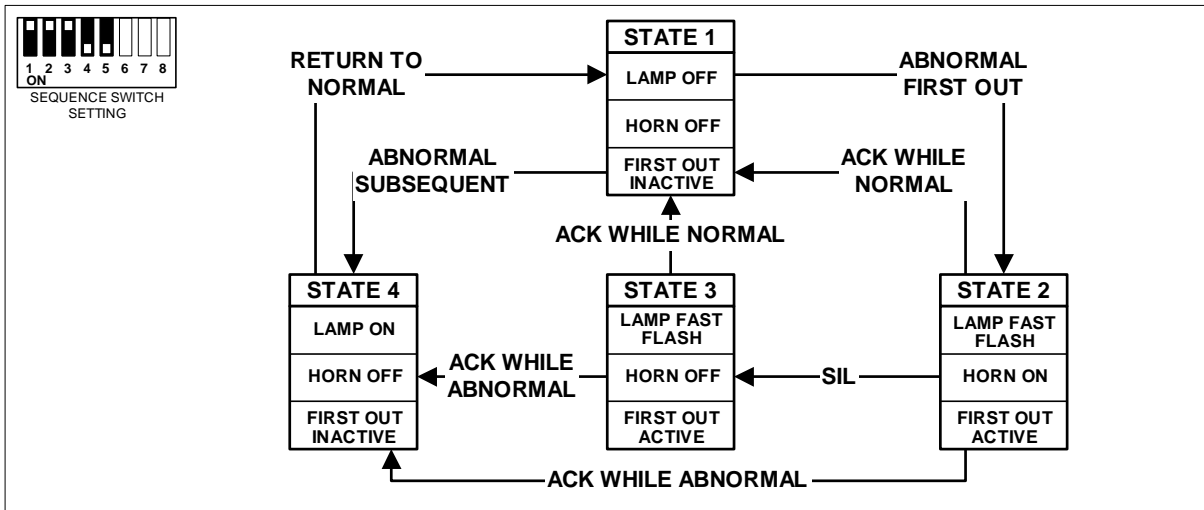 1 2 3 4 5 6 7 8
ON
SEQUENCE SWITCH
SETTING
RETURN TO
NORMAL
STATE 1
LAMP OFF
HORN OFF
FIRST OUT
INACTIVE
ABNORMAL
FIRST OUT
ABNORMAL
SUBSEQUENT
ACK WHILE
NORMAL
ACK WHILE NORMAL
STATE 4
LAMP ON
HORN OFF
FIRST OUT
INACTIVE
ACK WHILE
ABNORMAL
STATE 3
LAMP FAST
FLASH
HORN OFF
FIRST OUT
ACTIVE
SIL
STATE 2
LAMP FAST
FLASH
HORN ON
FIRST OUT
ACTIVE
ACK WHILE ABNORMAL